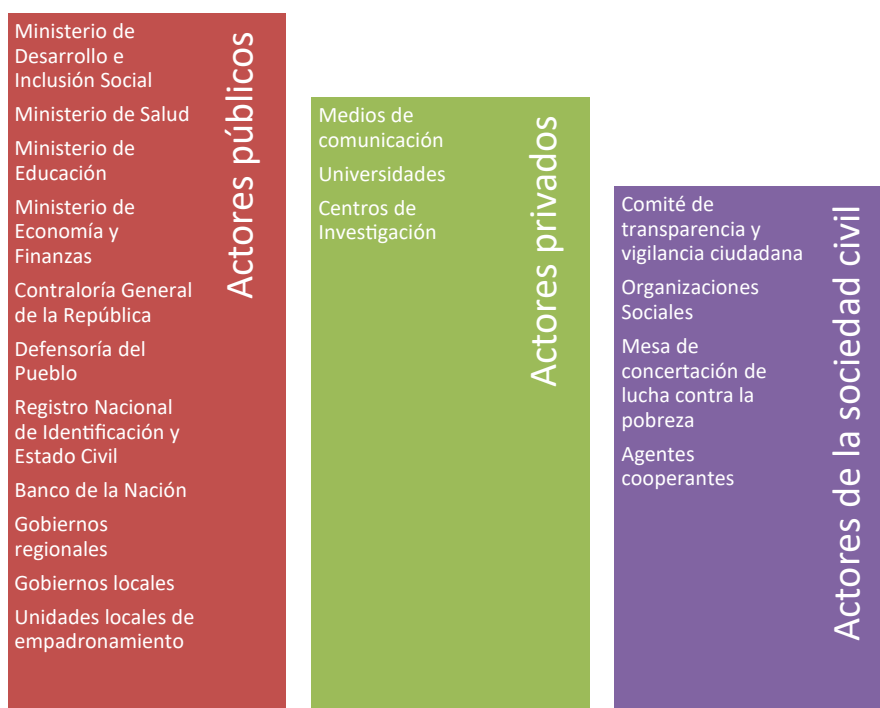 Actores públicos
Ministerio de
Desarrollo e
Inclusión Social
Ministerio de Salud
Ministerio de
Educación
Ministerio de
Economía y
Finanzas
Contraloría General
de la República
Defensoría del
Pueblo
Registro Nacional
de Identificación y
Estado Civil
Banco de la Nación
Gobiernos
regionales
Gobiernos locales
Unidades locales de
empadronamiento
Actores privados
Medios de
comunicación
Universidades
Centros de
Investigación
Actores de la sociedad civil
Comité de
transparencia y
vigilancia ciudadana
Organizaciones
Sociales
Mesa de
concertación de
lucha contra la
pobreza
Agentes
cooperantes